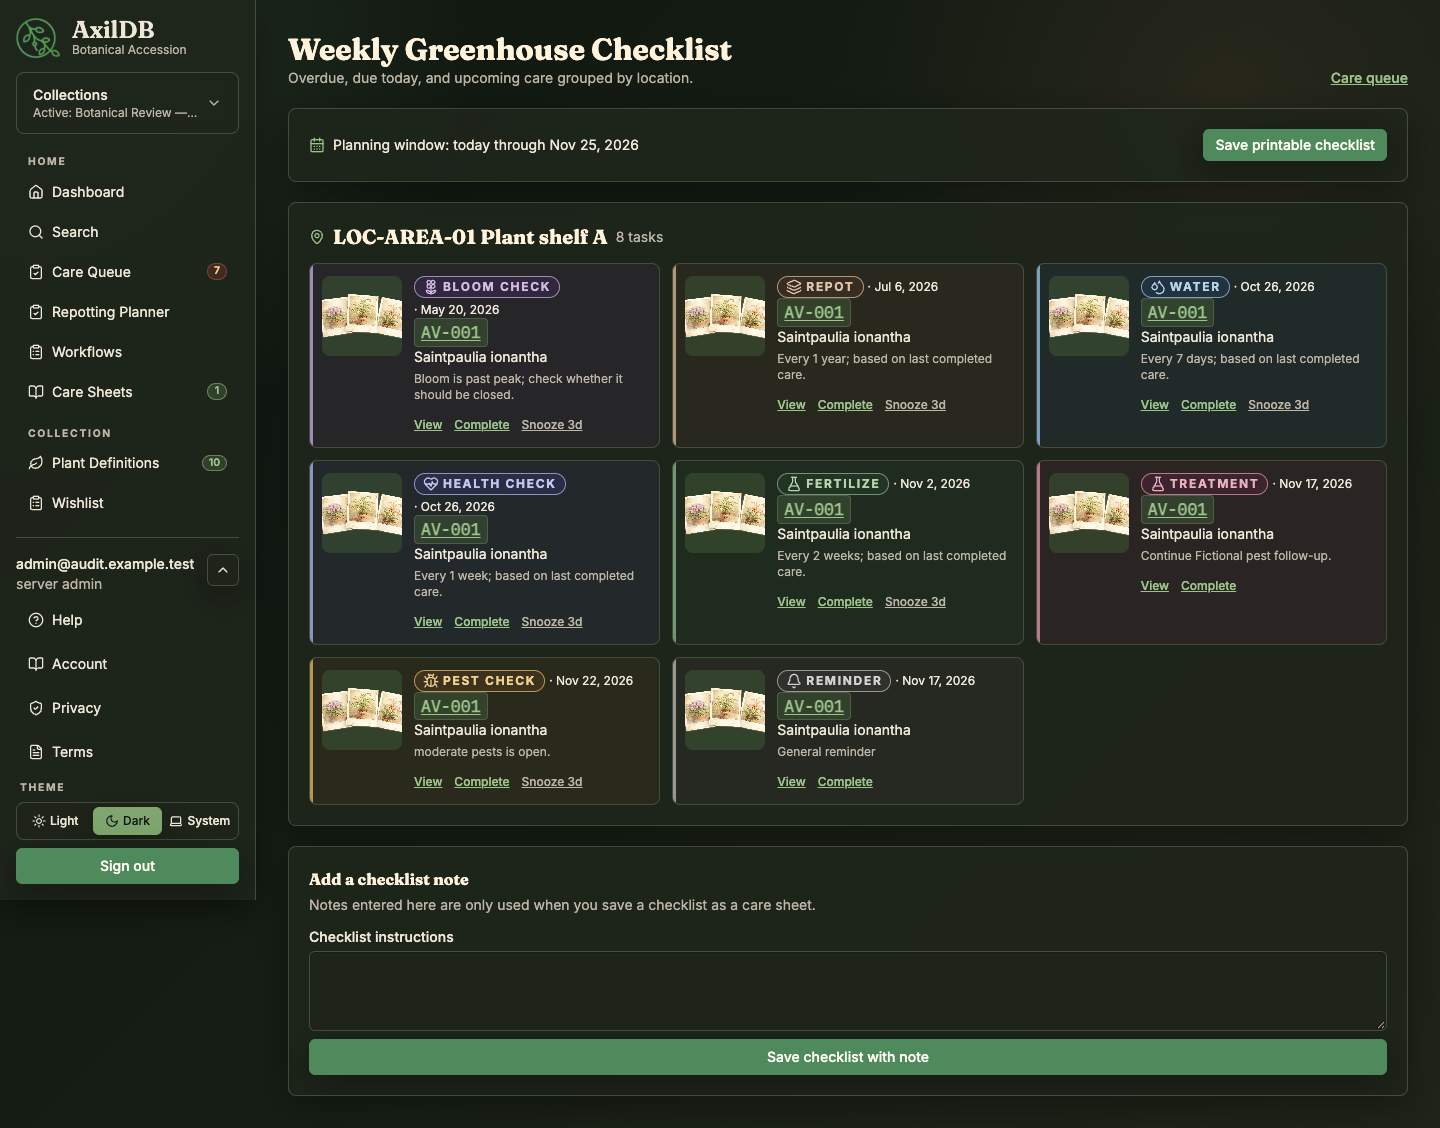 AxilDB
Botanical Accession
Collections
Active: Botanical Review —...
HOME
Dashboard
Search
Care Queue 7
Repotting Planner
Workflows
Care Sheets 1
COLLECTION
Plant Definitions 10
Wishlist
admin@audit.example.test
server admin
Help
Account
Privacy
Terms
THEME
Light Dark System
Sign out
Weekly Greenhouse Checklist
Overdue, due today, and upcoming care grouped by location.
Care queue
Planning window: today through Nov 25, 2026
Save printable checklist
LOC-AREA-01 Plant shelf A 8 tasks
BLOOM CHECK
· May 20, 2026
AV-001
Saintpaulia ionantha
Bloom is past peak; check whether it
should be closed.
View Complete Snooze 3d
REPOT · Jul 6, 2026
AV-001
Saintpaulia ionantha
Every 1 year; based on last completed
care.
View Complete Snooze 3d
WATER · Oct 26, 2026
AV-001
Saintpaulia ionantha
Every 7 days; based on last completed
care.
View Complete Snooze 3d
HEALTH CHECK
· Oct 26, 2026
AV-001
Saintpaulia ionantha
Every 1 week; based on last completed
care.
View Complete Snooze 3d
FERTILIZE · Nov 2, 2026
AV-001
Saintpaulia ionantha
Every 2 weeks; based on last completed
care.
View Complete Snooze 3d
TREATMENT · Nov 17, 2026
AV-001
Saintpaulia ionantha
Continue Fictional pest follow-up.
View Complete
PEST CHECK · Nov 22, 2026
AV-001
Saintpaulia ionantha
moderate pests is open.
View Complete Snooze 3d
REMINDER · Nov 17, 2026
AV-001
Saintpaulia ionantha
General reminder
View Complete
Add a checklist note
Notes entered here are only used when you save a checklist as a care sheet.
Checklist instructions
Save checklist with note